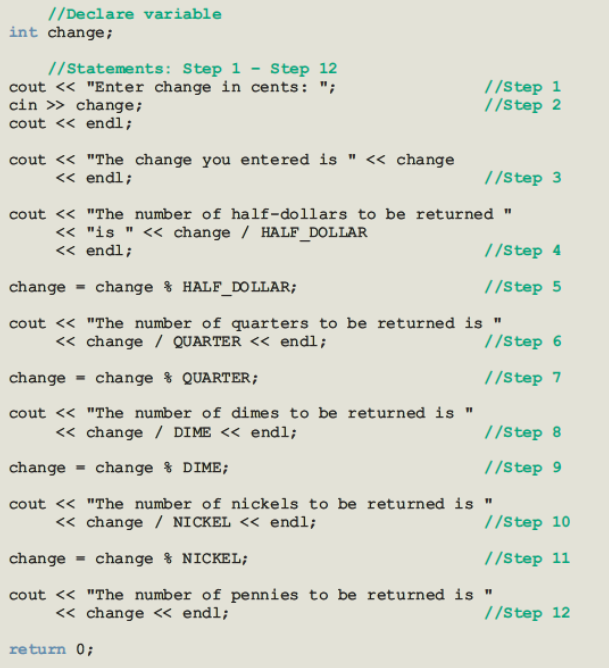 //Declare variable
int change;
//Statements: Step 1 – Step 12
cout << "Enter change in cents: "; //Step 1
cin >> change; //Step 2
cout << endl;
cout << "The change you entered is " << change
<< endl; //Step 3
cout << "The number of half-dollars to be returned "
<< "is " << change / HALF_DOLLAR
<< endl; //Step 4
change = change % HALF_DOLLAR; //Step 5
cout << "The number of quarters to be returned is "
<< change / QUARTER << endl; //Step 6
change = change % QUARTER; //Step 7
cout << "The number of dimes to be returned is "
<< change / DIME << endl; //Step 8
change = change % DIME; //Step 9
cout << "The number of nickels to be returned is "
<< change / NICKEL << endl; //Step 10
change = change % NICKEL; //Step 11
cout << "The number of pennies to be returned is "
<< change << endl; //Step 12
return 0;